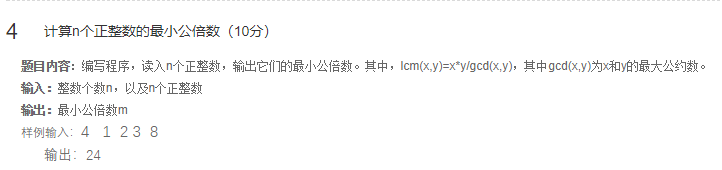 4 计算n个正整数的最小公倍数（10分）
题目内容：编写程序，读入n个正整数，输出它们的最小公倍数。其中，lcm(x,y)=x*y/gcd(x,y)，其中gcd(x,y)为x和y的最大公约数。
输入：整数个数n，以及n个正整数
输出：最小公倍数m
样例输入：4 1 2 3 8
输出：24